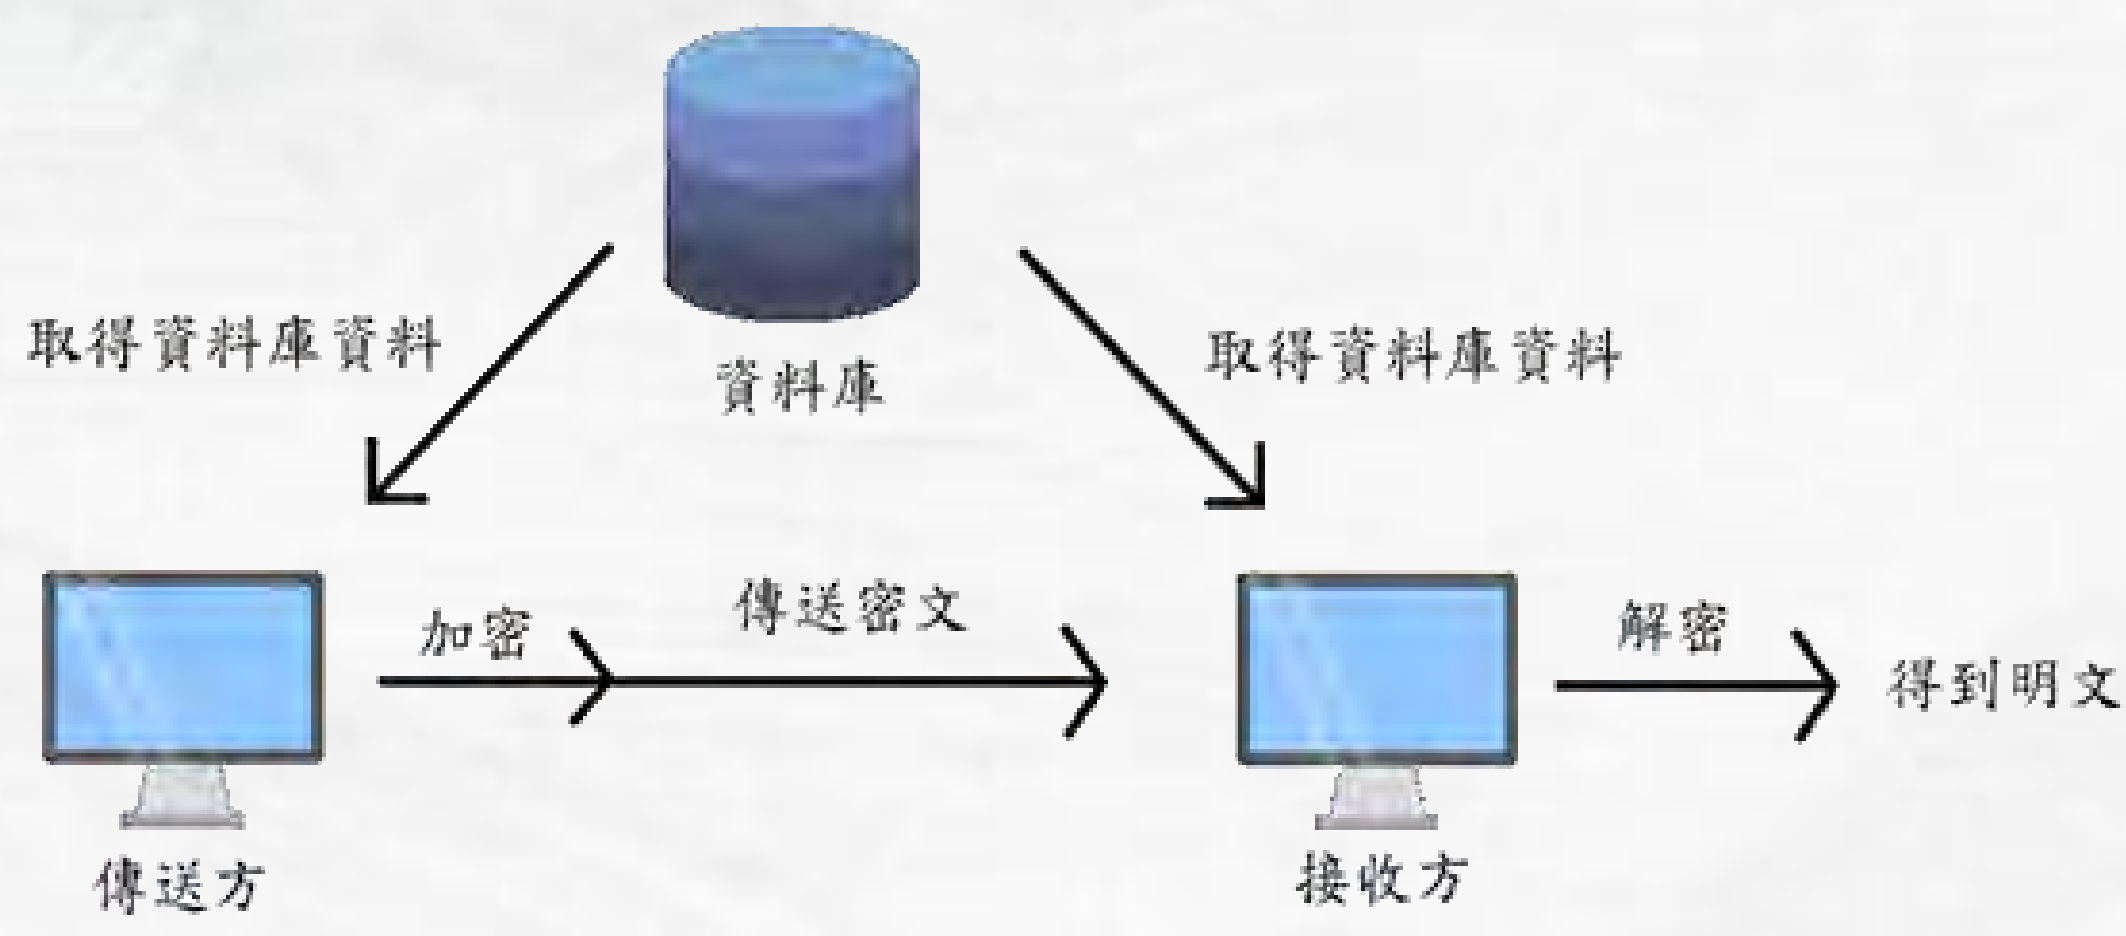 取得資料庫資料
資料庫
取得資料庫資料
加密
傳送密文
解密
得到明文
傳送方
接收方